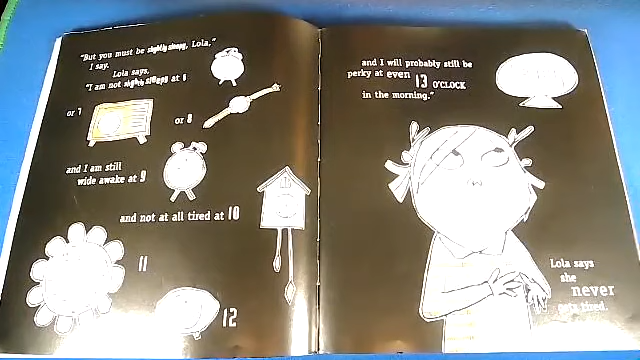 "But you must be slightly sleepy, Lola,"
I say.
Lola says,
"I am not slightly sleepy at 6
or 7
or 8
and I am still
wide awake at 9
and not at all tired at 10
11
12
and I will probably still be
perky at even 13 O'CLOCK
in the morning."
Lola says
she
never
gets tired.